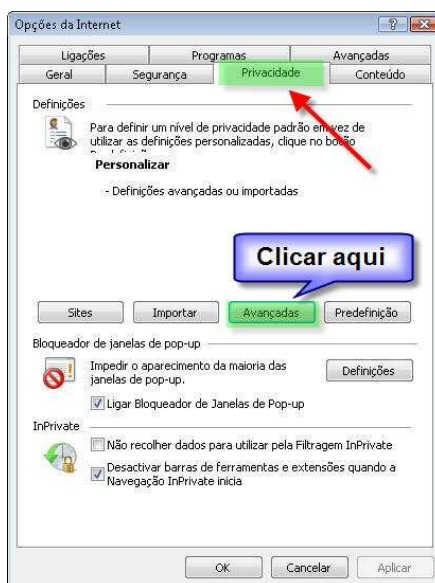 Opções da Internet
Ligações Programas Avançadas
Geral Segurança Privacidade Conteúdo
Definições
Para definir um nível de privacidade padrão em vez de
utilizar as definições personalizadas, clique no botão
Personalizar
- Definições avançadas ou importadas
Clicar aqui
Sites Importar Avançadas Predefinição
Bloqueador de janelas de pop-up
Impedir o aparecimento da maioria das
janelas de pop-up.
Definições
Ligar Bloqueador de Janelas de Pop-up
InPrivate
Não recolher dados para utilizar pela Filtragem InPrivate
Desactivar barras de ferramentas e extensões quando a
Navegação InPrivate inicia
OK Cancelar Aplicar